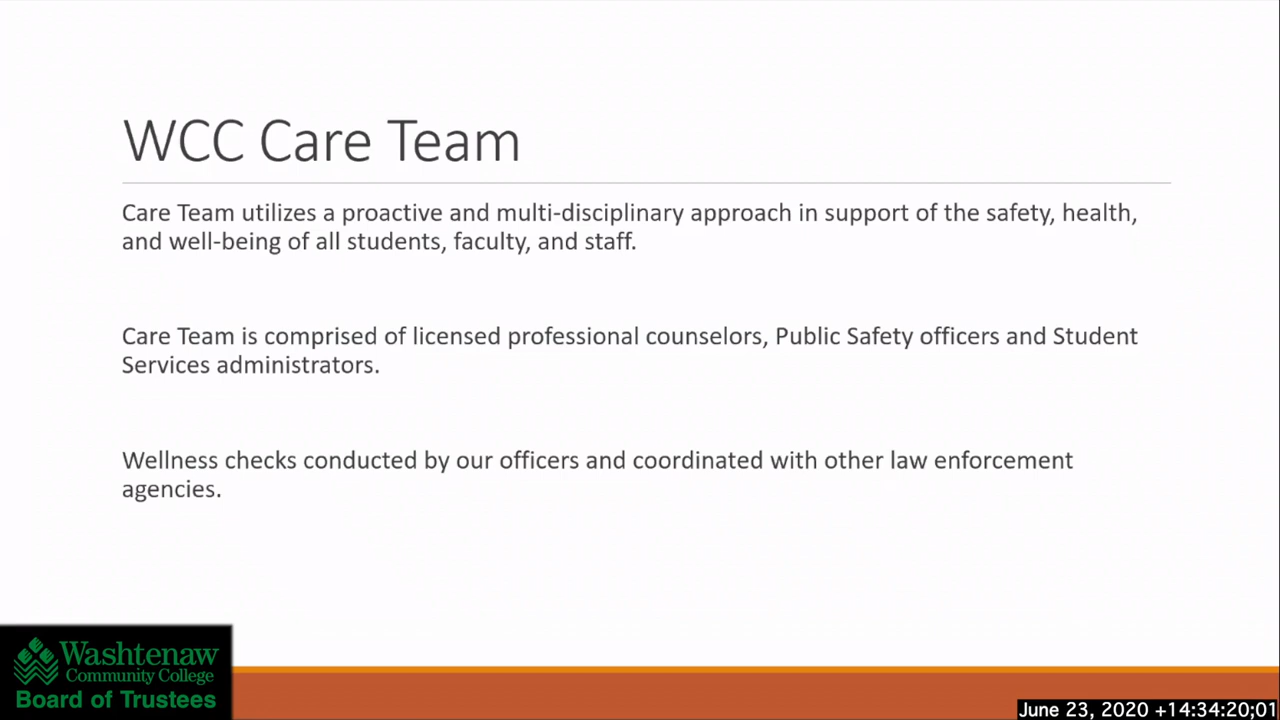 WCC Care Team
Care Team utilizes a proactive and multi-disciplinary approach in support of the safety, health,
and well-being of all students, faculty, and staff.
Care Team is comprised of licensed professional counselors, Public Safety officers and Student
Services administrators.
Wellness checks conducted by our officers and coordinated with other law enforcement
agencies.
Washtenaw
Community College
Board of Trustees
June 23, 2020 +14:34:20;01